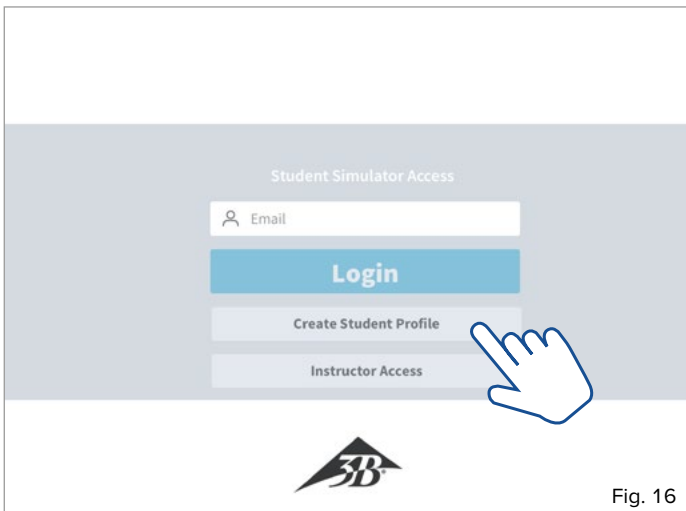 Student Simulator Access
Email
Login
Create Student Profile
Instructor Access
3B
Fig. 16